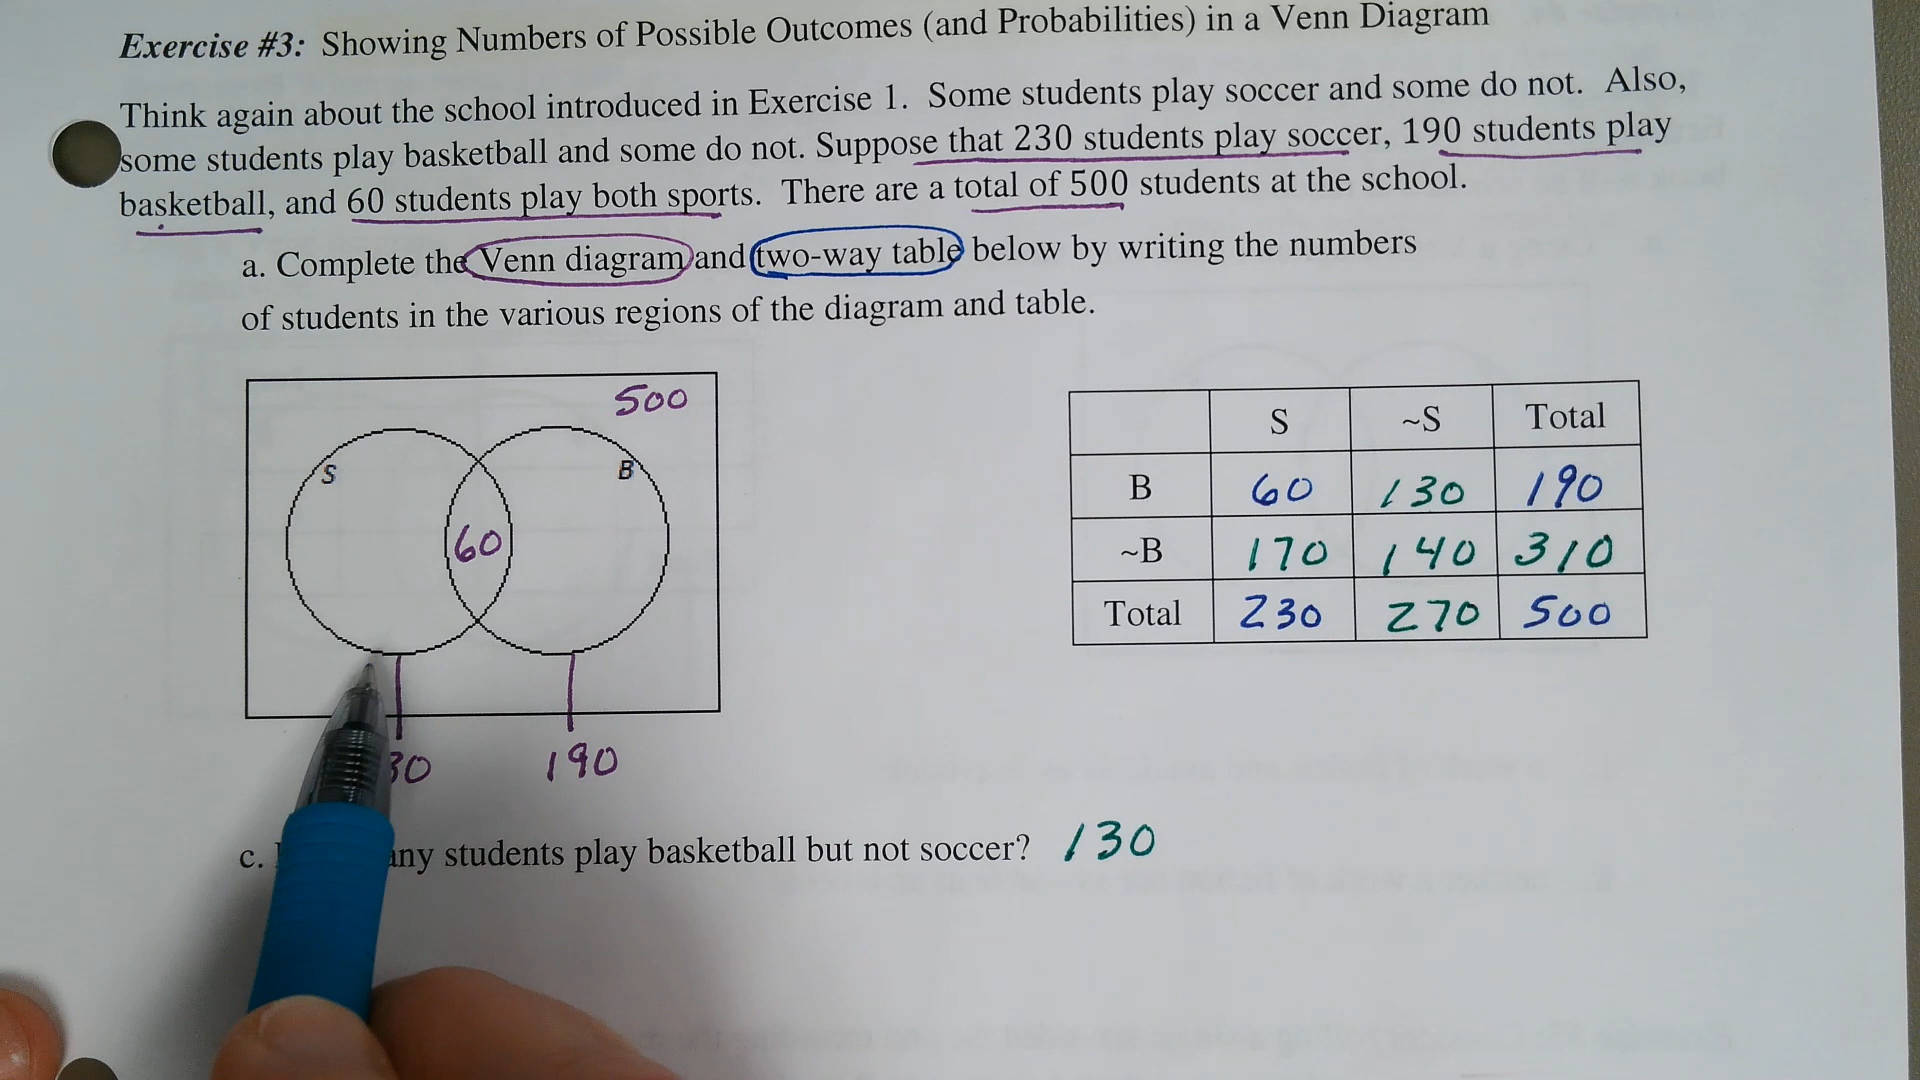 Exercise #3: Showing Numbers of Possible Outcomes (and Probabilities) in a Venn Diagram
Think again about the school introduced in Exercise 1. Some students play soccer and some do not. Also,
some students play basketball and some do not. Suppose that 230 students play soccer, 190 students play
basketball, and 60 students play both sports. There are a total of 500 students at the school.
a. Complete the Venn diagram and two-way table below by writing the numbers
of students in the various regions of the diagram and table.
500
S B
60
30 190
S ~S Total
B 60 130 190
~B 170 140 310
Total 230 270 500
c. any students play basketball but not soccer? 130